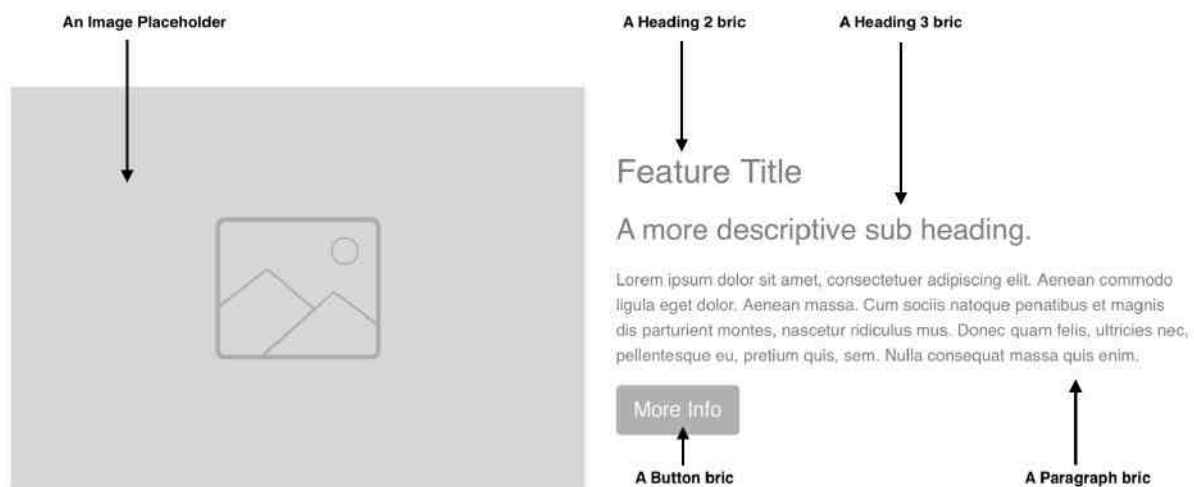 An Image Placeholder
A Heading 2 bric
A Heading 3 bric
Feature Title
A more descriptive sub heading.
Lorem ipsum dolor sit amet, consectetuer adipiscing elit. Aenean commodo
ligula eget dolor. Aenean massa. Cum sociis natoque penatibus et magnis
dis parturient montes, nascetur ridiculus mus. Donec quam felis, ultricies nec,
pellentesque eu, pretium quis, sem. Nulla consequat massa quis enim.
More Info
A Button bric
A Paragraph bric